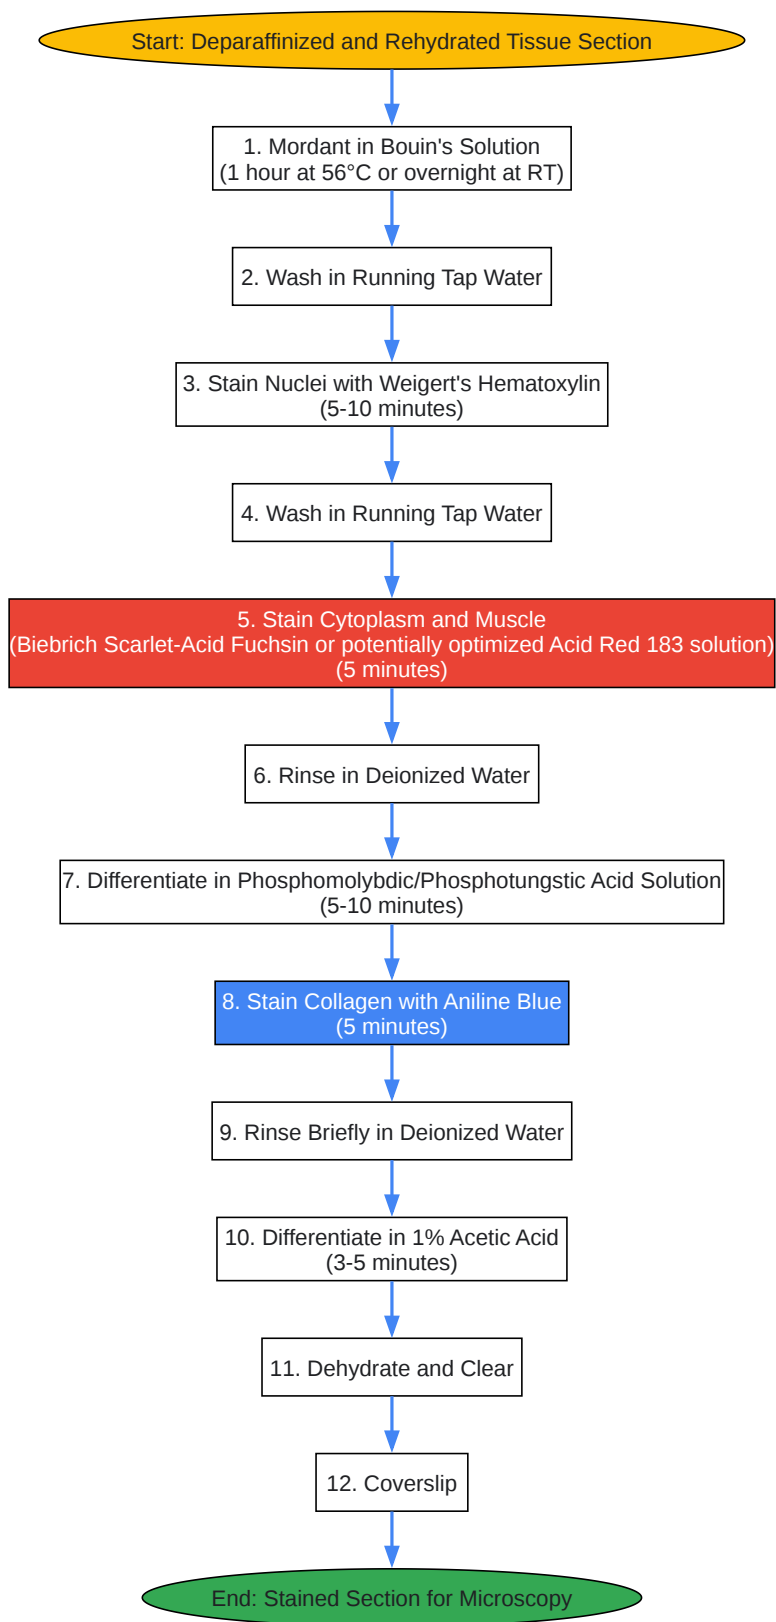 Start: Deparaffinized and Rehydrated Tissue Section
1. Mordant in Bouin's Solution
(1 hour at 56°C or overnight at RT)
2. Wash in Running Tap Water
3. Stain Nuclei with Weigert's Hematoxylin
(5-10 minutes)
4. Wash in Running Tap Water
5. Stain Cytoplasm and Muscle
(Biebrich Scarlet-Acid Fuchsin or potentially optimized Acid Red 183 solution)
(5 minutes)
6. Rinse in Deionized Water
7. Differentiate in Phosphomolybdic/Phosphotungstic Acid Solution
(5-10 minutes)
8. Stain Collagen with Aniline Blue
(5 minutes)
9. Rinse Briefly in Deionized Water
10. Differentiate in 1% Acetic Acid
(3-5 minutes)
11. Dehydrate and Clear
12. Coverslip
End: Stained Section for Microscopy